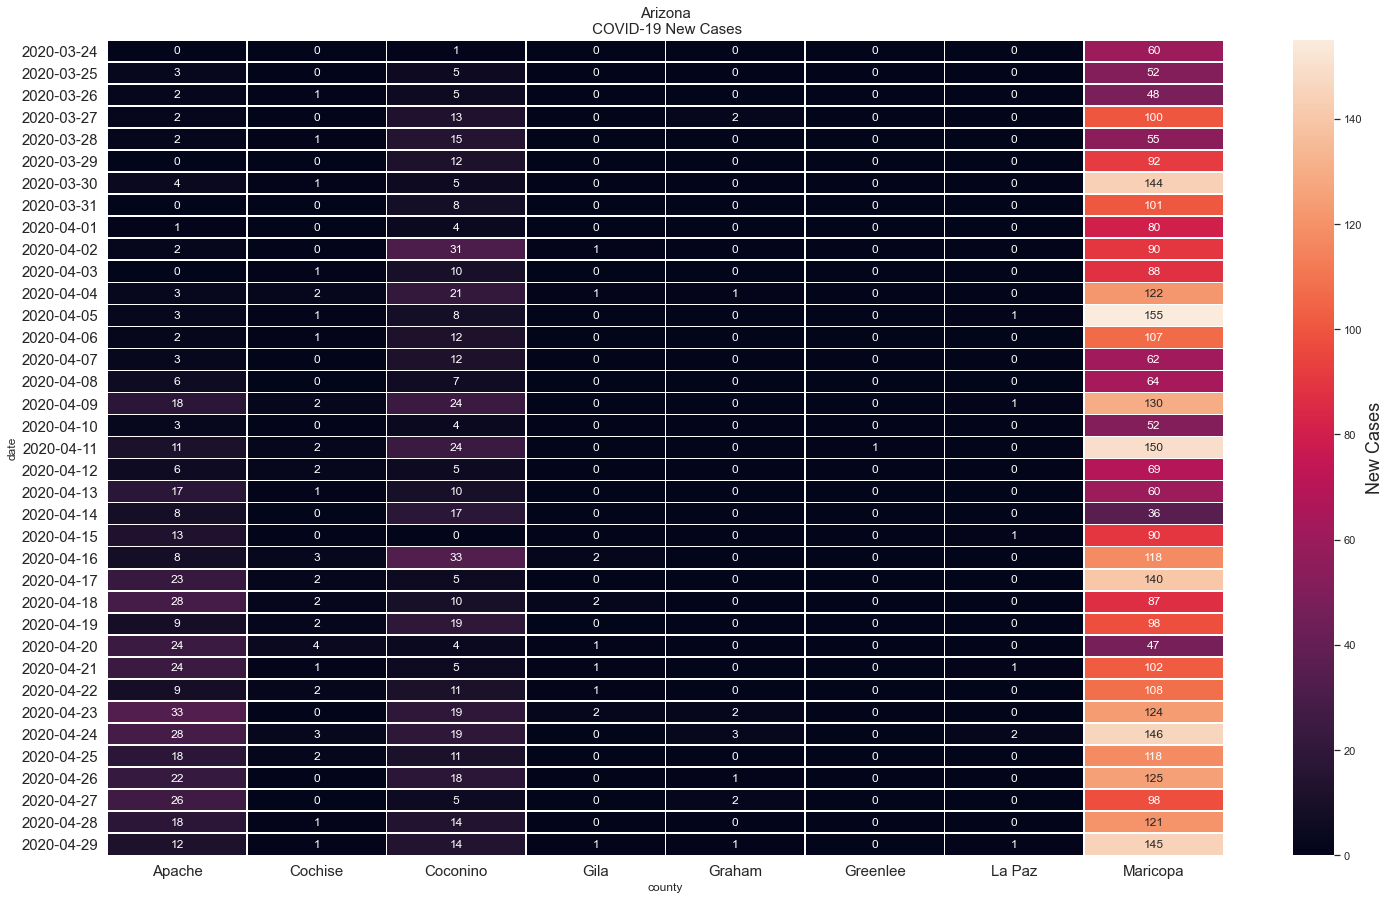 Arizona
COVID-19 New Cases
2020-03-24 0 0 1 0 0 0 0 60
2020-03-25 3 0 5 0 0 0 0 52
2020-03-26 2 1 5 0 0 0 0 48
2020-03-27 2 0 13 0 2 0 0 100
2020-03-28 2 1 15 0 0 0 0 55
2020-03-29 0 0 12 0 0 0 0 92
2020-03-30 4 1 5 0 0 0 0 144
2020-03-31 0 0 8 0 0 0 0 101
2020-04-01 1 0 4 0 0 0 0 80
2020-04-02 2 0 31 1 0 0 0 90
2020-04-03 0 1 10 0 0 0 0 88
2020-04-04 3 2 21 1 1 0 0 122
2020-04-05 3 1 8 0 0 0 1 155
2020-04-06 2 1 12 0 0 0 0 107
2020-04-07 3 0 12 0 0 0 0 62
2020-04-08 6 0 7 0 0 0 0 64
2020-04-09 18 2 24 0 0 0 1 130
2020-04-10 3 0 4 0 0 0 0 52
2020-04-11 11 2 24 0 0 1 0 150
2020-04-12 6 2 5 0 0 0 0 69
2020-04-13 17 1 10 0 0 0 0 60
2020-04-14 8 0 17 0 0 0 0 36
2020-04-15 13 0 0 0 0 0 1 90
2020-04-16 8 3 33 2 0 0 0 118
2020-04-17 23 2 5 0 0 0 0 140
2020-04-18 28 2 10 2 0 0 0 87
2020-04-19 9 2 19 0 0 0 0 98
2020-04-20 24 4 4 1 0 0 0 47
2020-04-21 24 1 5 1 0 0 1 102
2020-04-22 9 2 11 1 0 0 0 108
2020-04-23 33 0 19 2 2 0 0 124
2020-04-24 28 3 19 0 3 0 2 146
2020-04-25 18 2 11 0 0 0 0 118
2020-04-26 22 0 18 0 1 0 0 125
2020-04-27 26 0 5 0 2 0 0 98
2020-04-28 18 1 14 0 0 0 0 121
2020-04-29 12 1 14 1 1 0 1 145
Apache Cochise Coconino Gila Graham Greenlee La Paz Maricopa
county
date
140
120
100
80
60
40
20
0
New Cases